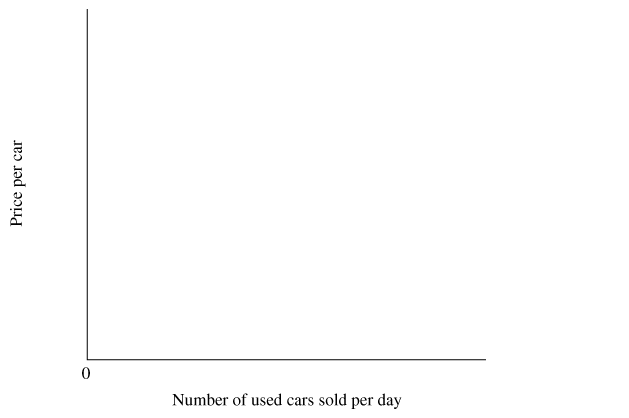 Price per car
0
Number of used cars sold per day